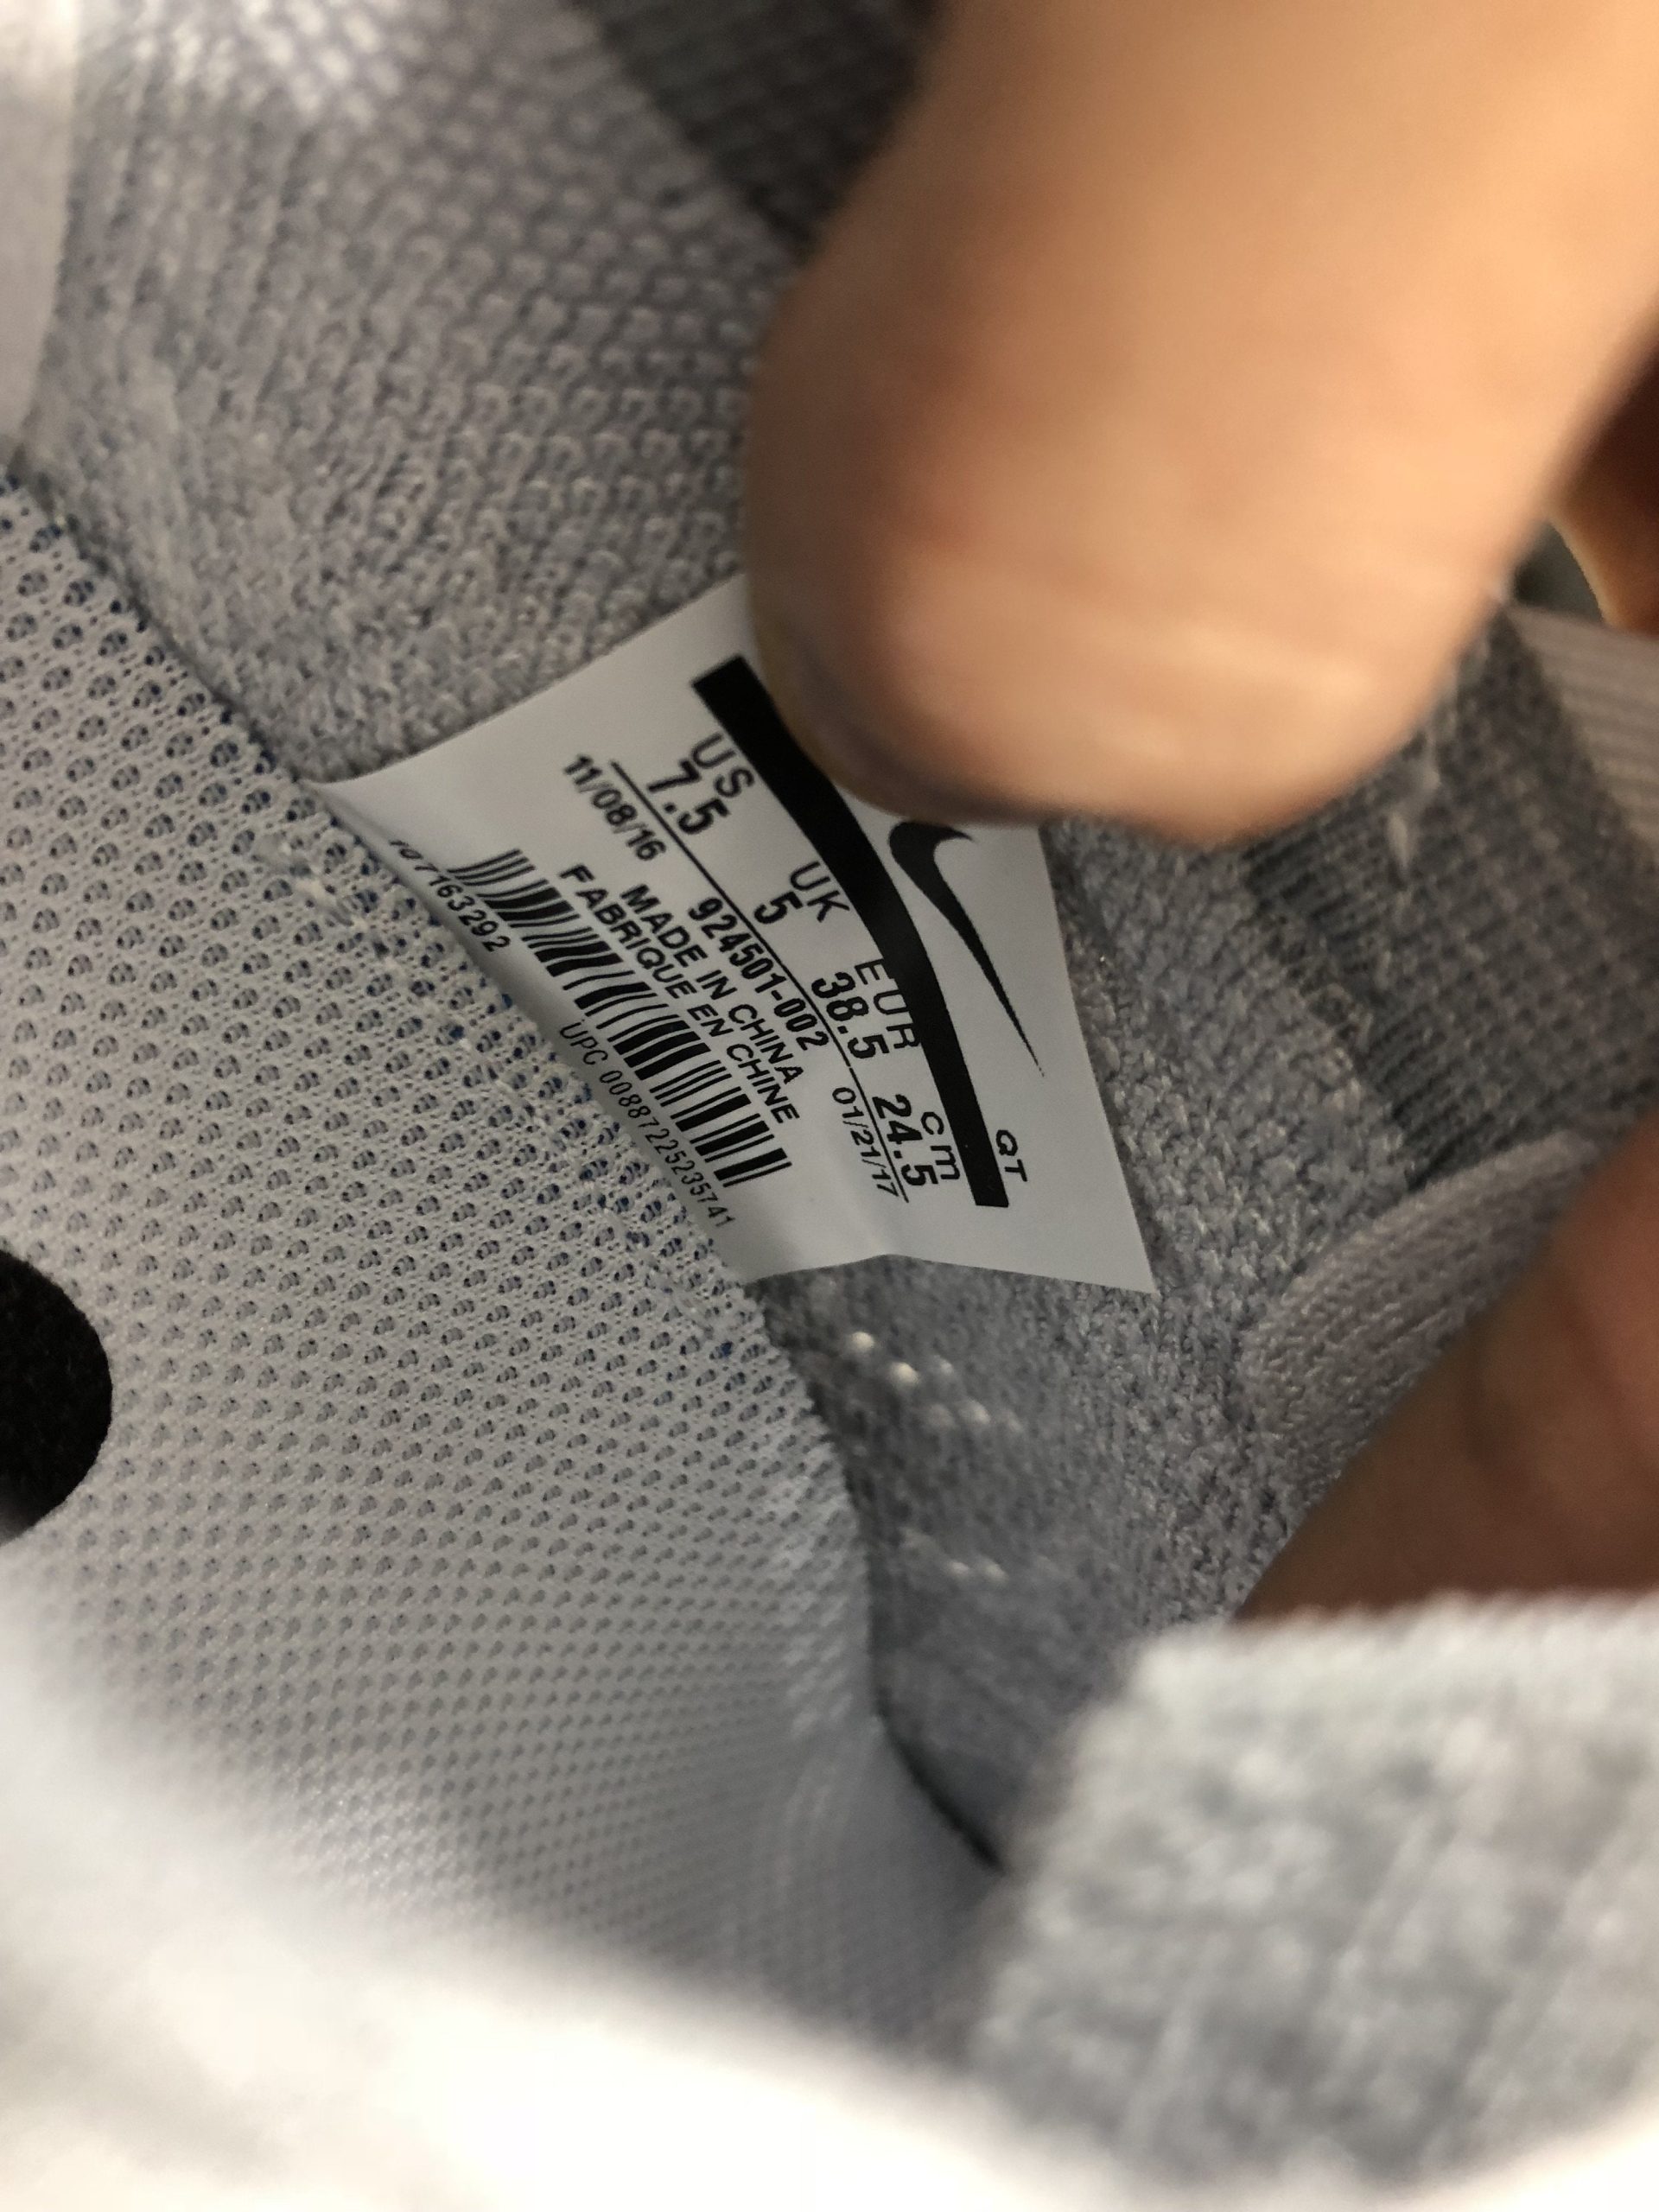 QT
US UK EUR cm
7.5 5 38.5 24.5
11/08/16 924501-002 01/21/17
MADE IN CHINA
FABRIQUE EN CHINE
UPC 00887225235741